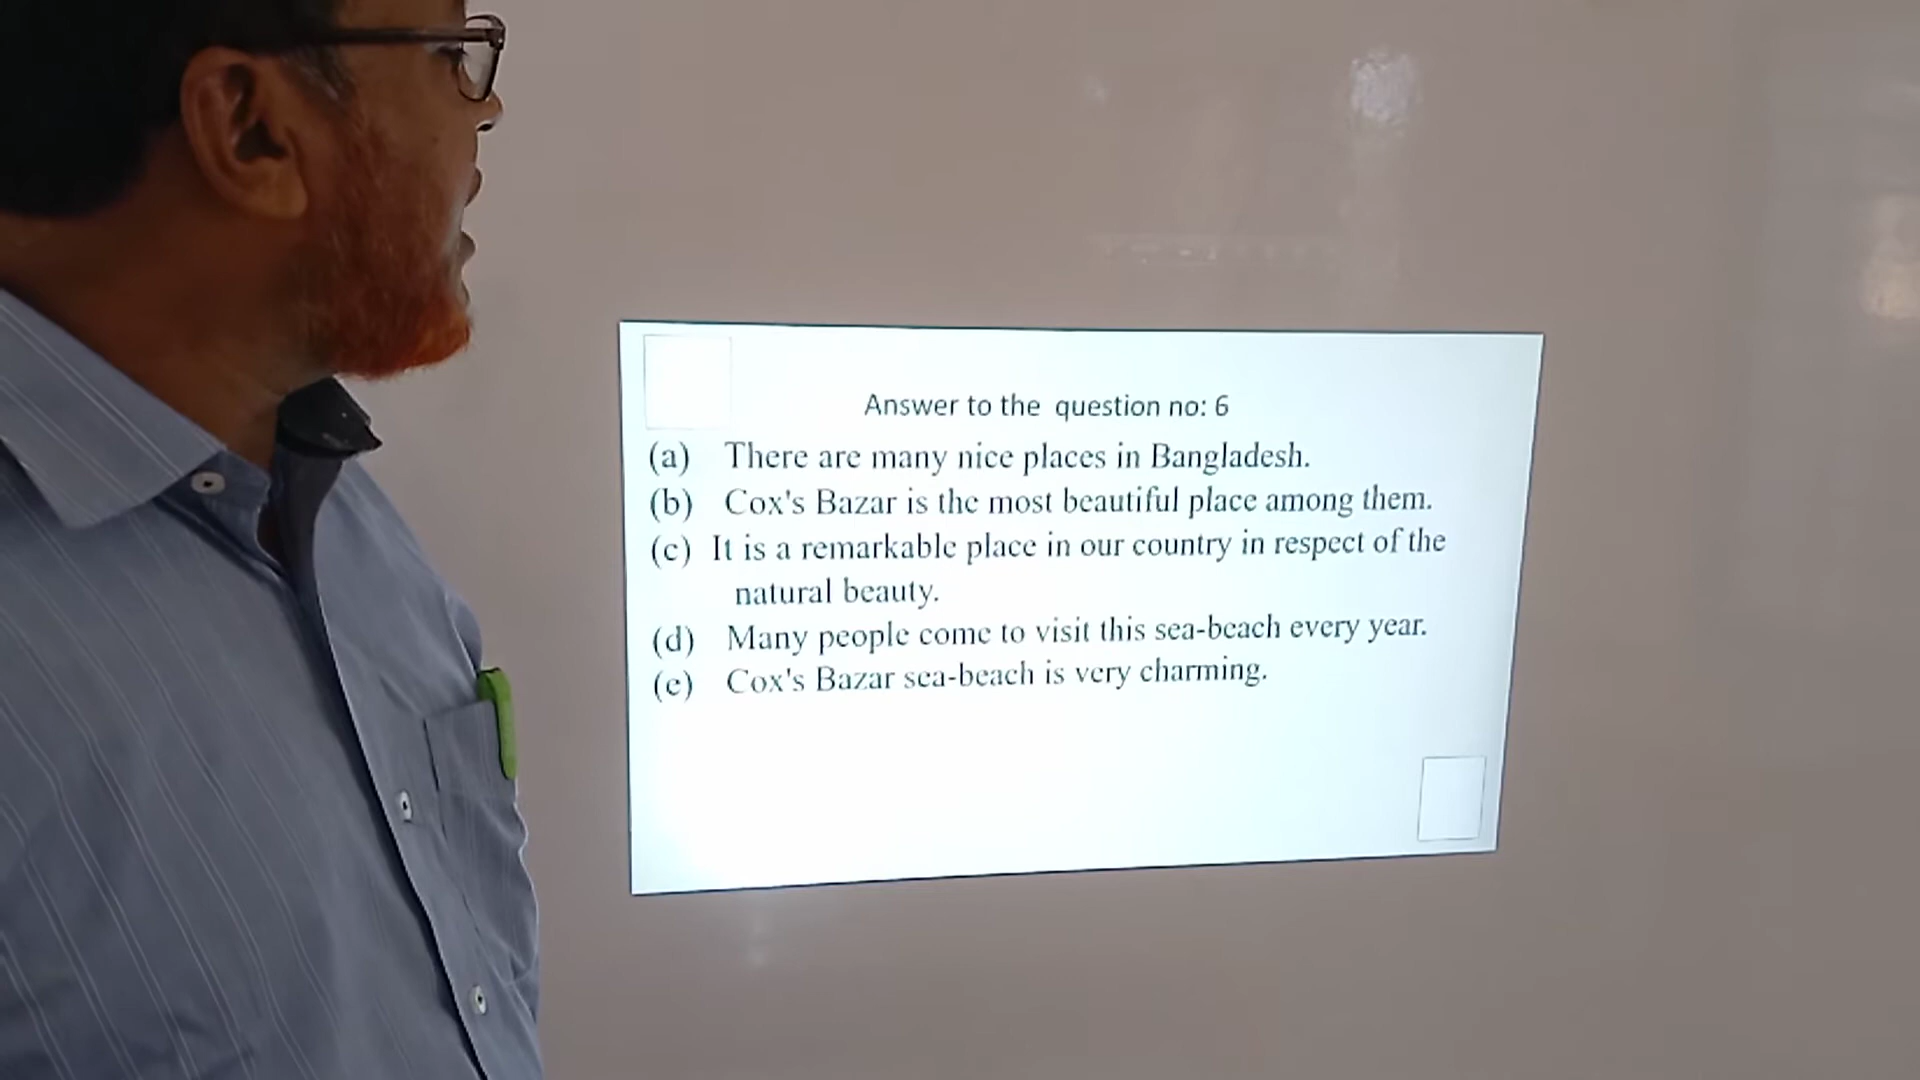 Answer to the question no: 6
(a) There are many nice places in Bangladesh.
(b) Cox's Bazar is the most beautiful place among them.
(c) It is a remarkable place in our country in respect of the
natural beauty.
(d) Many people come to visit this sea-beach every year.
(e) Cox's Bazar sea-beach is very charming.